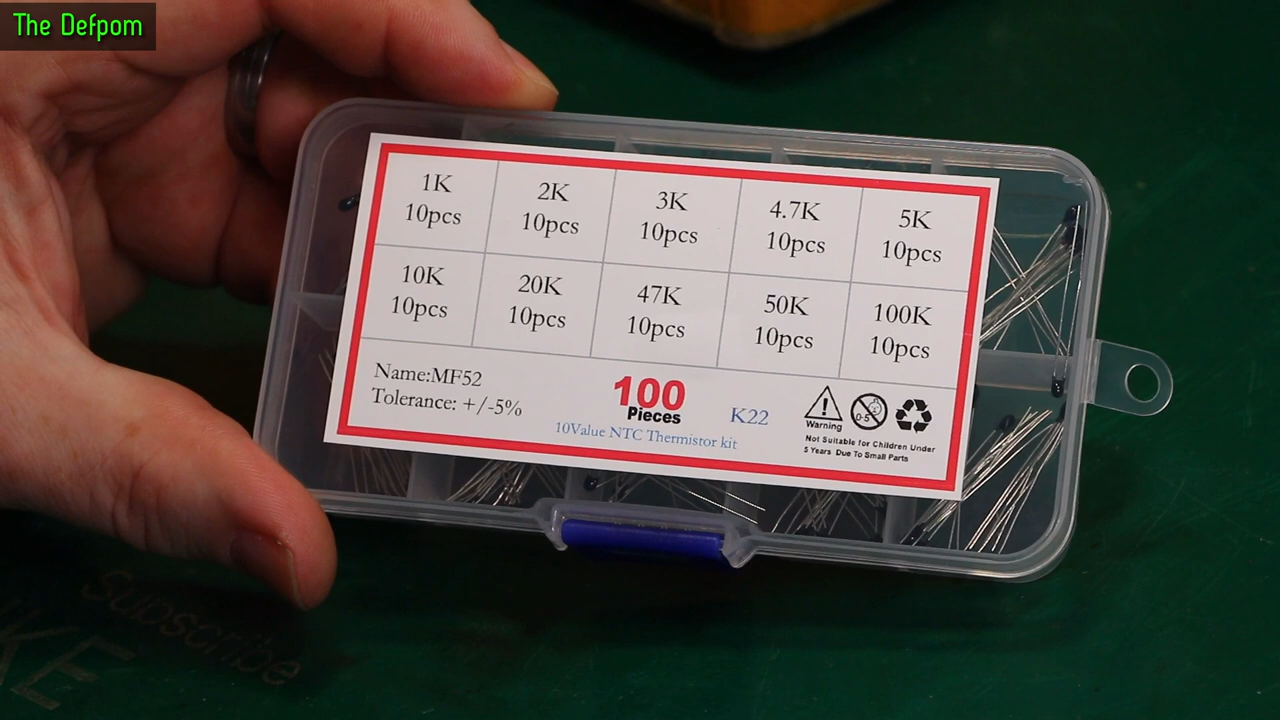 The Defpom
1K
10pcs
2K
10pcs
3K
10pcs
4.7K
10pcs
5K
10pcs
10K
10pcs
20K
10pcs
47K
10pcs
50K
10pcs
100K
10pcs
Name:MF52
Tolerance: +/-5%
100
Pieces
K22
10Value NTC Thermistor kit
0-5
Warning
Not Suitable for Children Under
5 Years Due To Small Parts
Subscribe